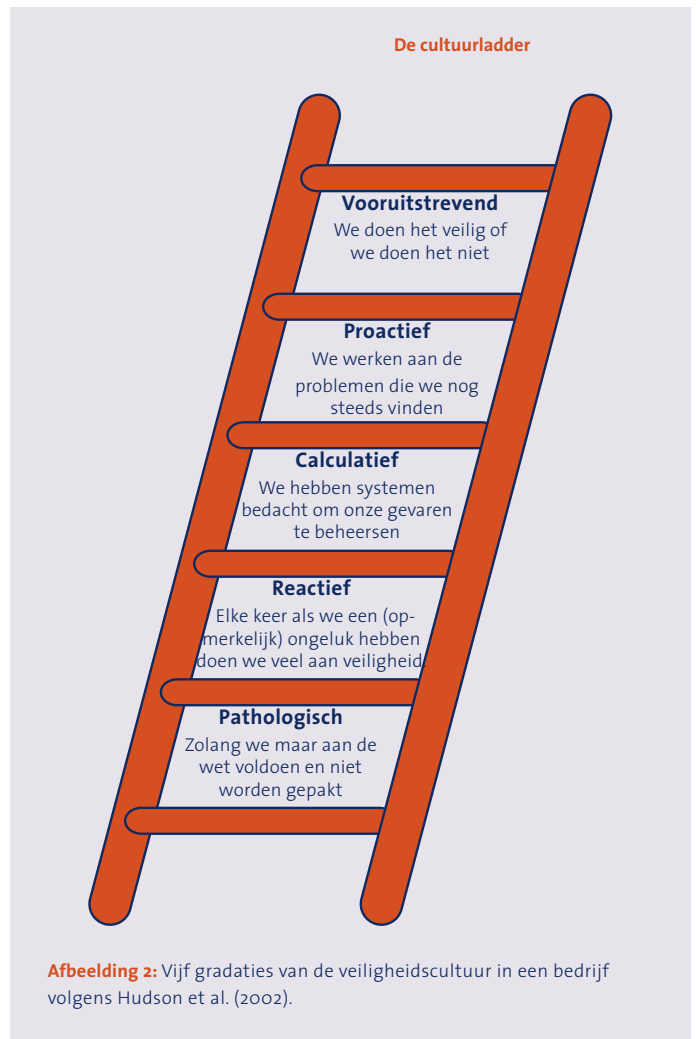 De cultuurladder
Vooruitstrevend
We doen het veilig of
we doen het niet
Proactief
We werken aan de
problemen die we nog
steeds vinden
Calculatief
We hebben systemen
bedacht om onze gevaren
te beheersen
Reactief
Elke keer als we een (op-
merkelijk) ongeluk hebben
doen we veel aan veiligheid.
Pathologisch
Zolang we maar aan de
wet voldoen en niet
worden gepakt
Afbeelding 2: Vijf gradaties van de veiligheidscultuur in een bedrijf
volgens Hudson et al. (2002).